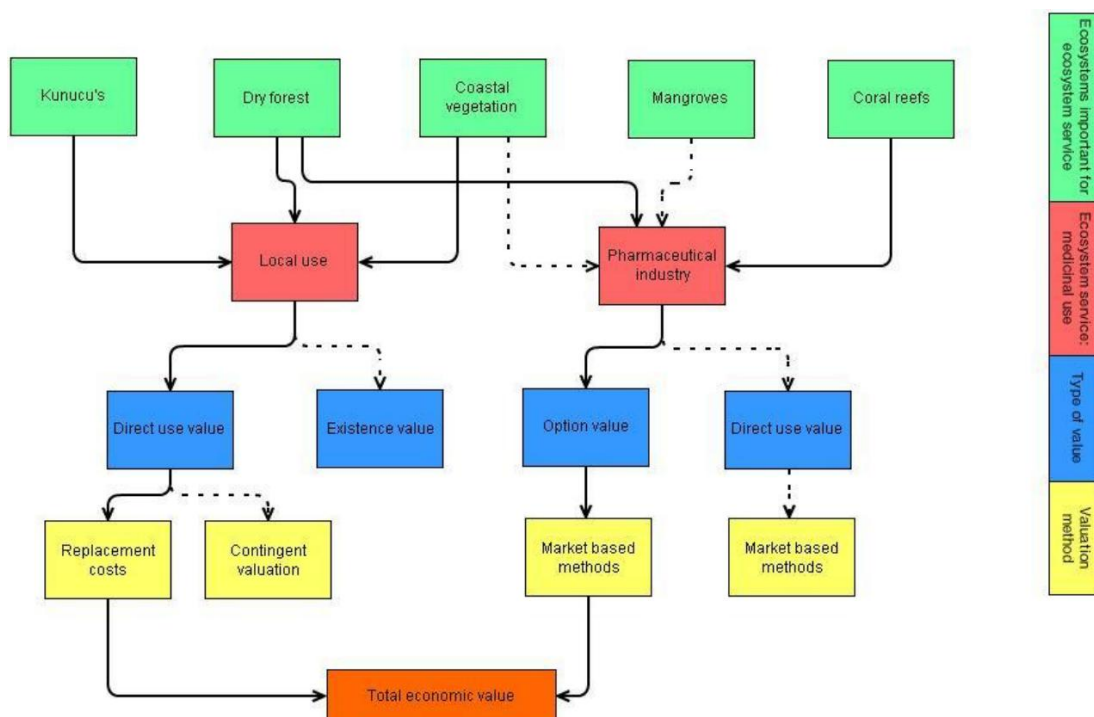 Kunucu's
Dry forest
Coastal
vegetation
Mangroves
Coral reefs
Ecosystems important for
ecosystem service
Local use
Pharmaceutical
industry
Ecosystem service:
medicinal use
Direct use value
Existence value
Option value
Direct use value
Type of value
Replacement
costs
Contingent
valuation
Market based
methods
Market based
methods
Valuation
method
Total economic value